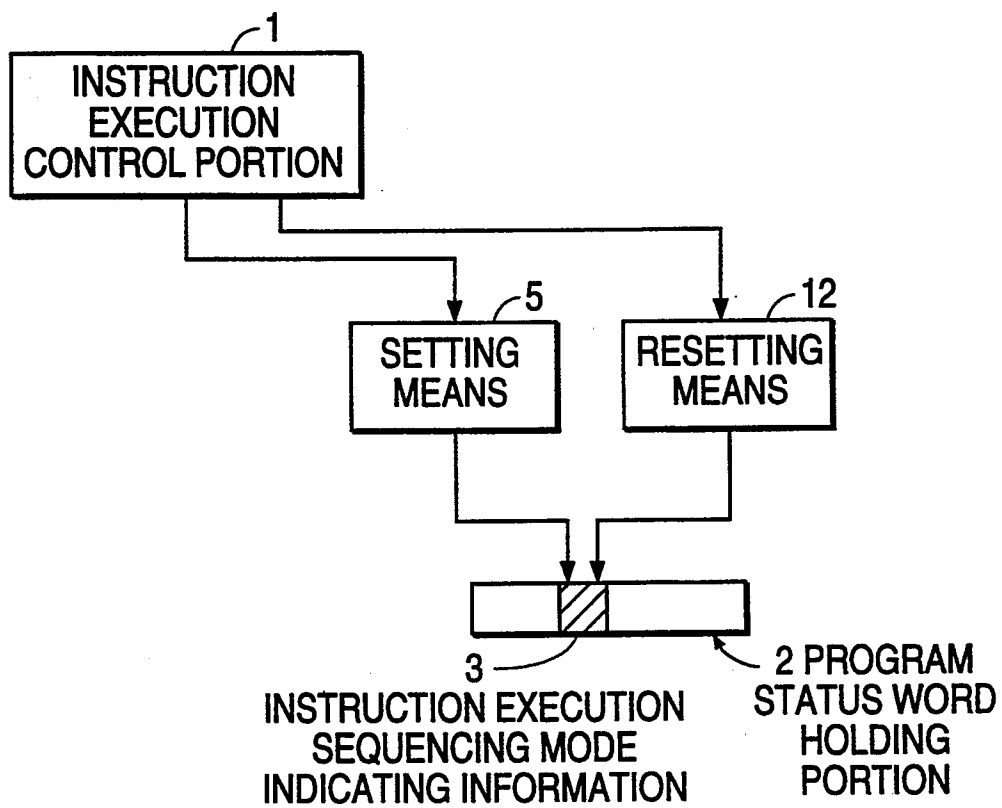 1
INSTRUCTION
EXECUTION
CONTROL PORTION
5
SETTING
MEANS
12
RESETTING
MEANS
3
INSTRUCTION EXECUTION
SEQUENCING MODE
INDICATING INFORMATION
2 PROGRAM
STATUS WORD
HOLDING
PORTION